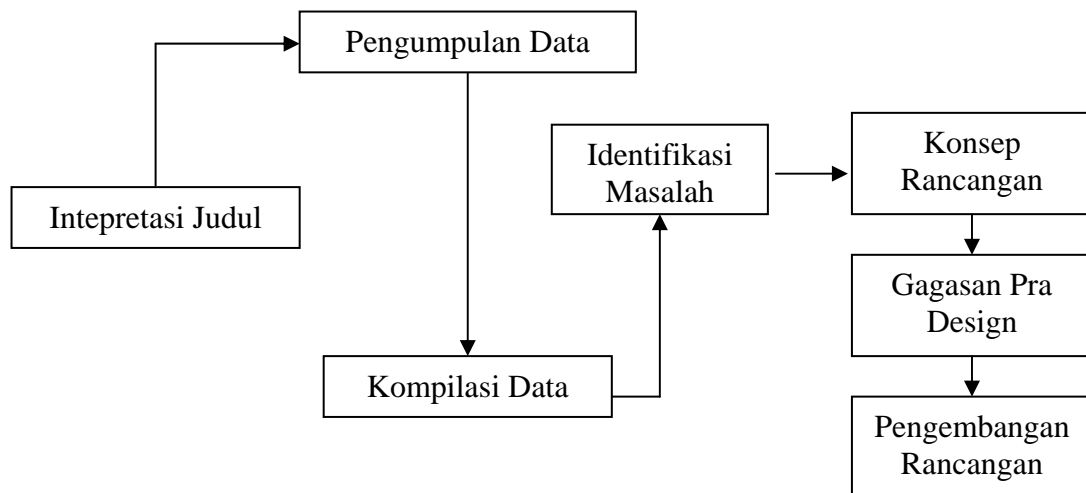 Pengumpulan Data
Identifikasi
Masalah
Konsep
Rancangan
Intepretasi Judul
Gagasan Pra
Design
Kompilasi Data
Pengembangan
Rancangan